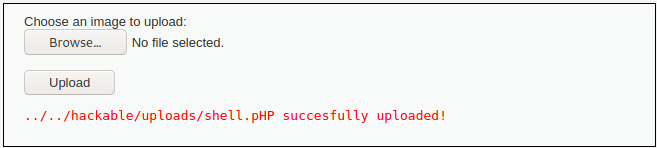 Choose an image to upload:
Browse... No file selected.
Upload
../../hackable/uploads/shell.pHP succesfully uploaded!